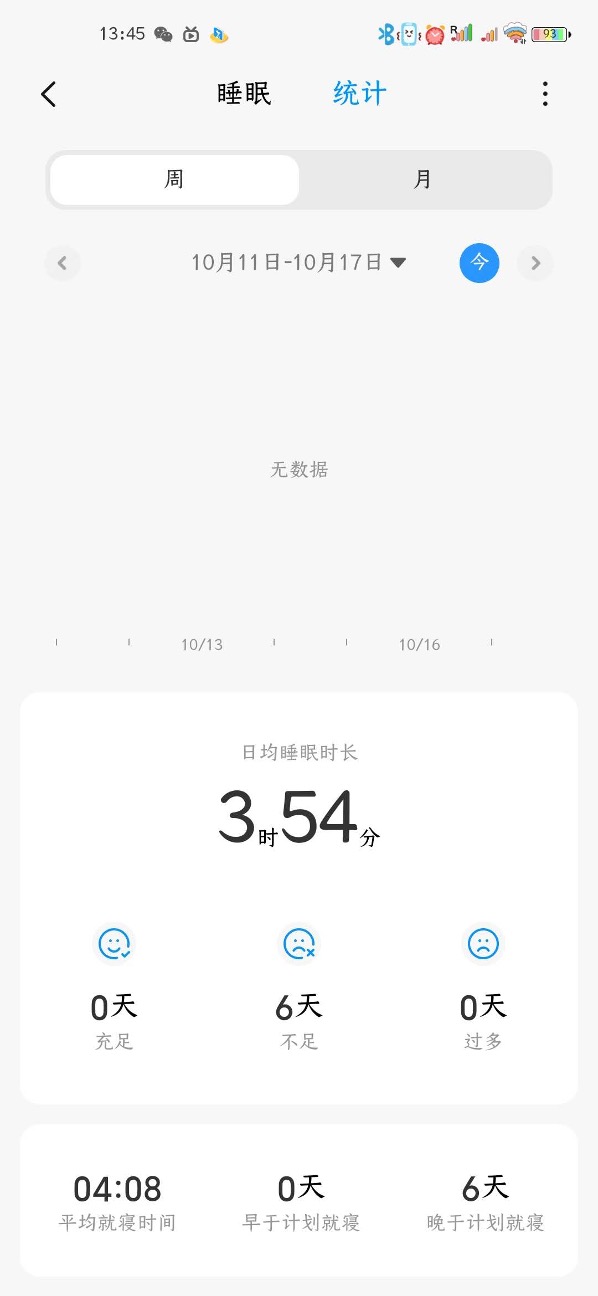 13:45
R
93
睡眠 统计
周 月
10月11日-10月17日 今
无数据
10/13 10/16
日均睡眠时长
3时54分
0天 6天 0天
充足 不足 过多
04:08 0天 6天
平均就寝时间 早于计划就寝 晚于计划就寝